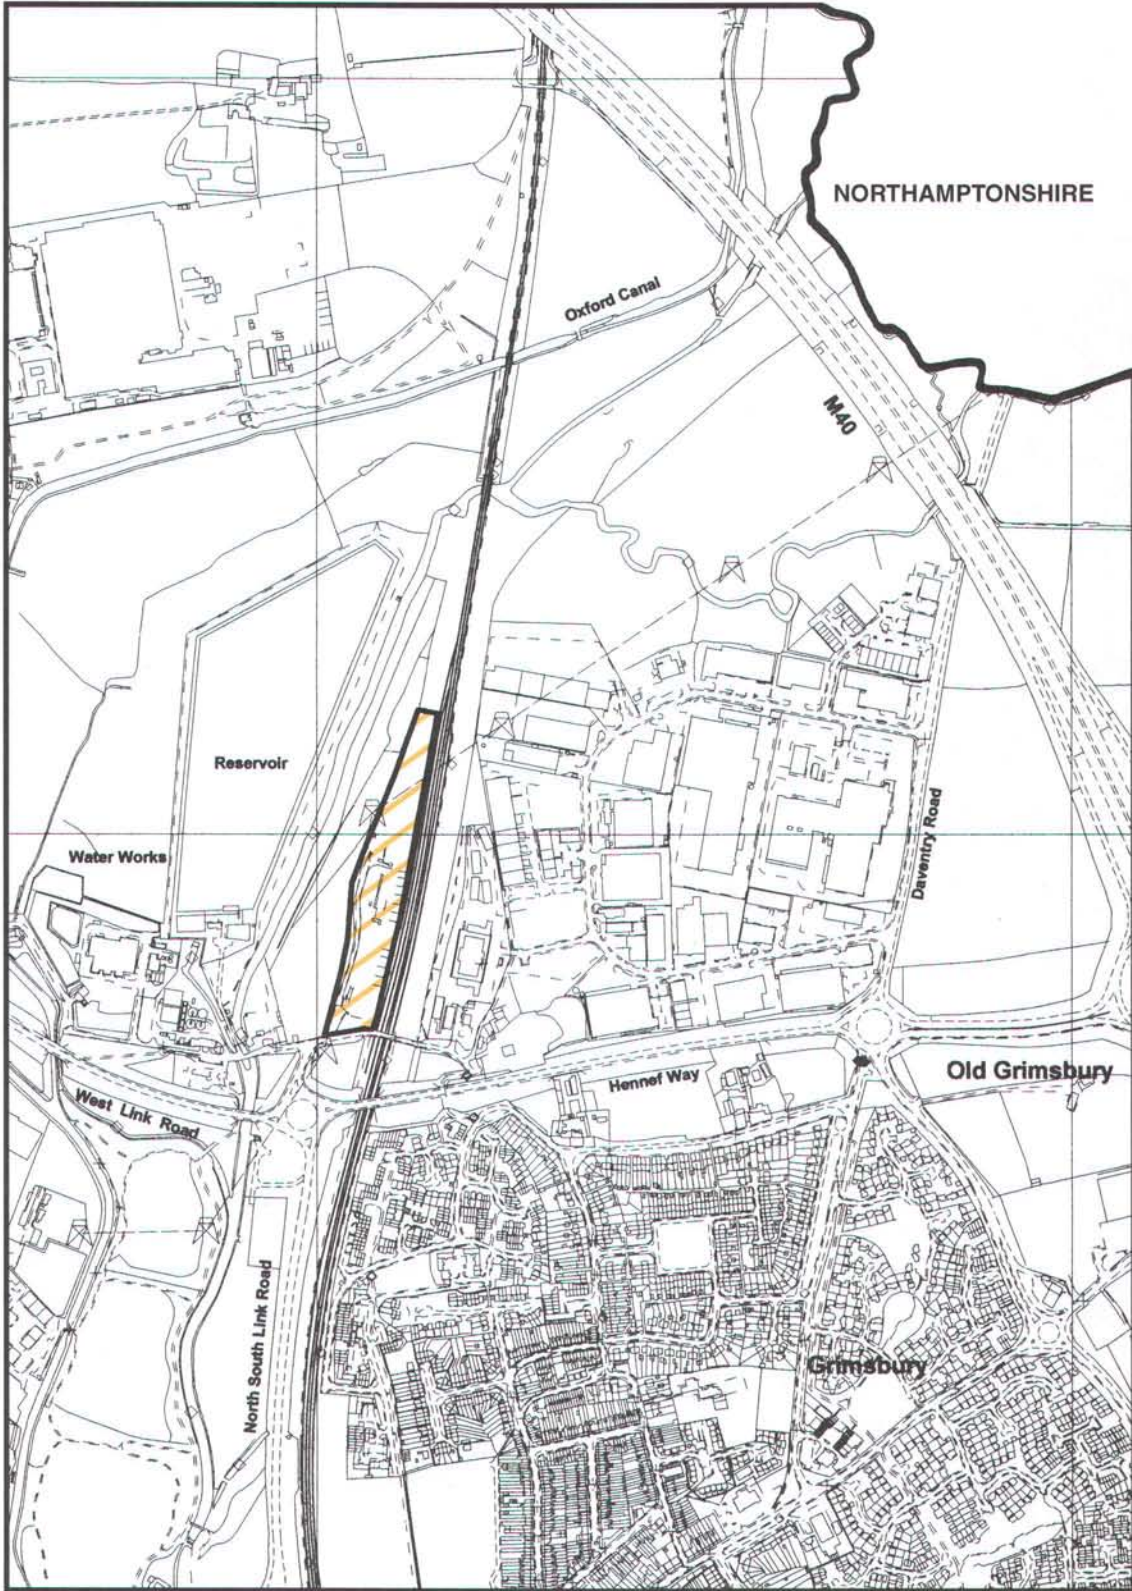 NORTHAMPTONSHIRE
Oxford Canal
M40
Reservoir
Water Works
Daventry Road
Old Grimsbury
Hennef Way
West Link Road
North South Link Road
Grimsbury